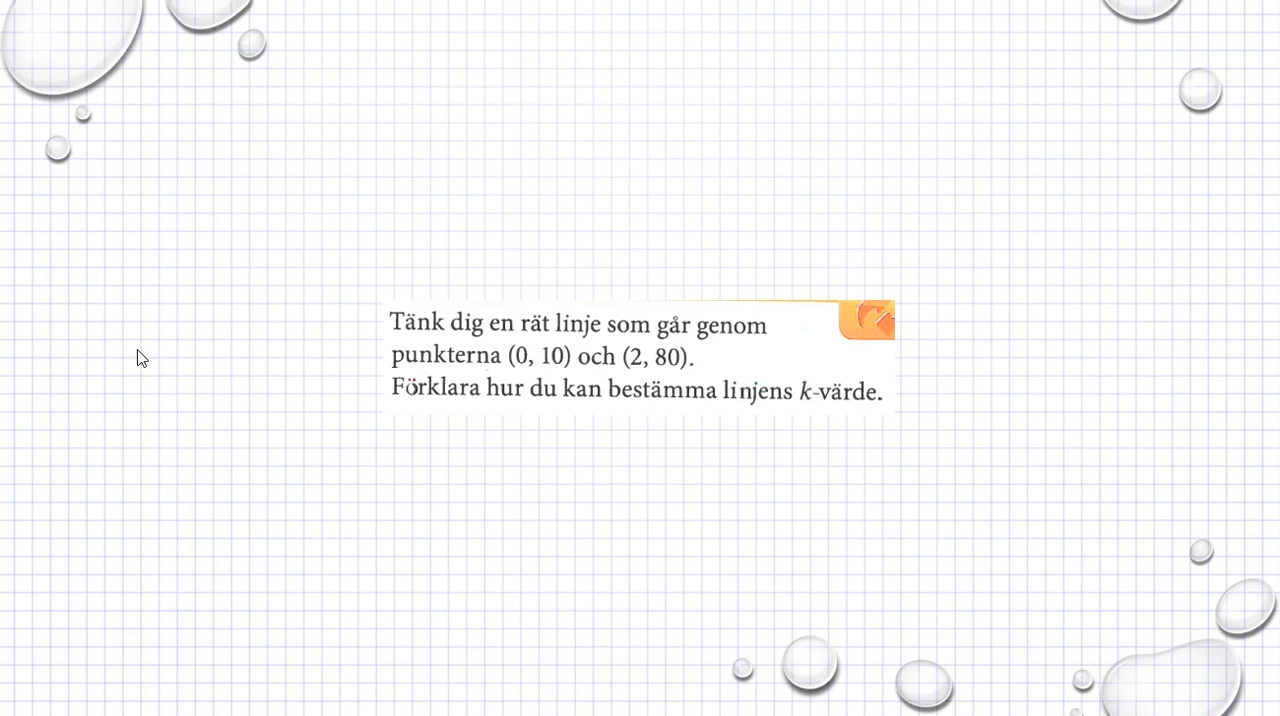 Tänk dig en rät linje som går genom
punkterna (0, 10) och (2, 80).
Förklara hur du kan bestämma linjens k-värde.